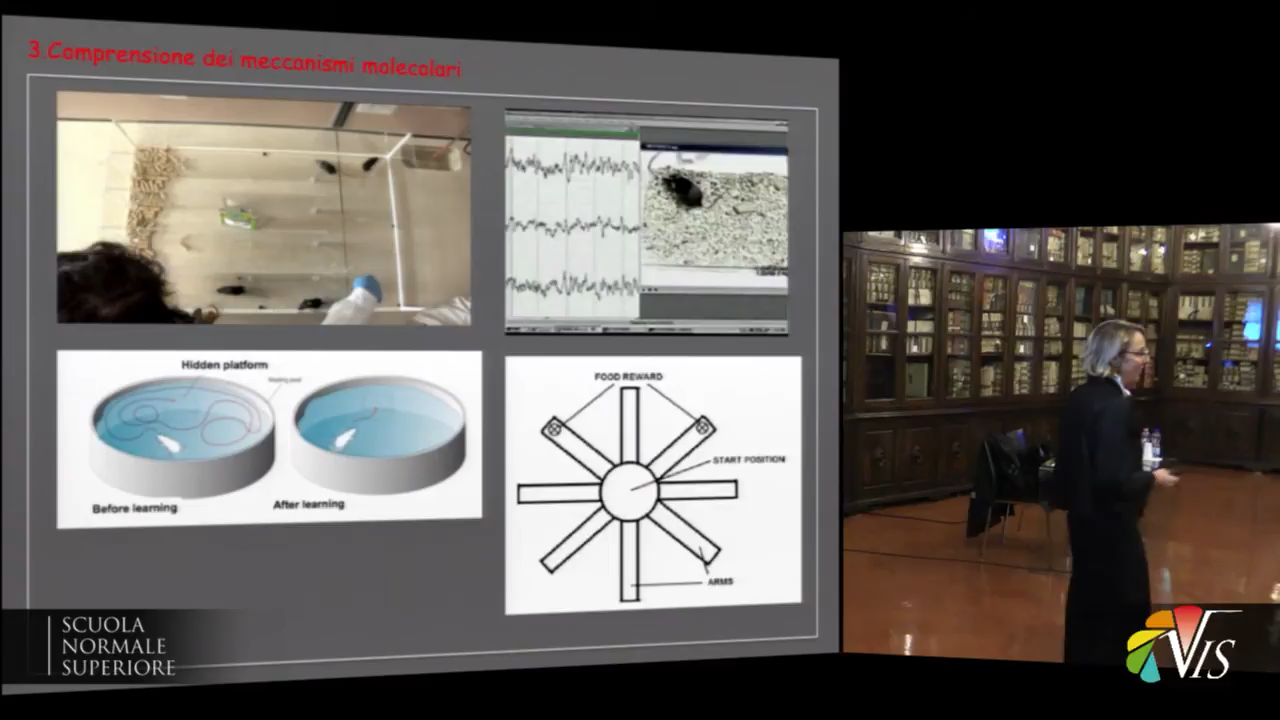 3.Comprensione dei meccanismi molecolari
Hidden platform
Before learning
After learning
FOOD REWARD
START POSITION
ARMS
SCUOLA
NORMALE
SUPERIORE
VIS